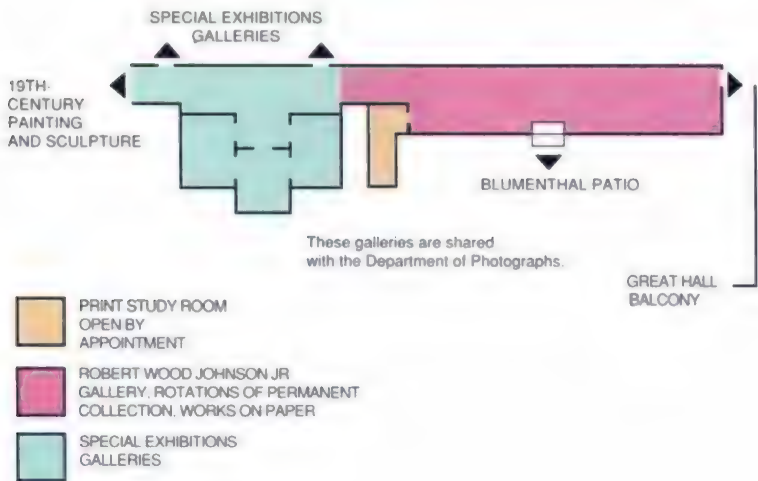 SPECIAL EXHIBITIONS
GALLERIES
19TH-
CENTURY
PAINTING
AND SCULPTURE
BLUMENTHAL PATIO
These galleries are shared
with the Department of Photographs.
GREAT HALL
BALCONY
PRINT STUDY ROOM
OPEN BY
APPOINTMENT
ROBERT WOOD JOHNSON JR
GALLERY. ROTATIONS OF PERMANENT
COLLECTION. WORKS ON PAPER
SPECIAL EXHIBITIONS
GALLERIES